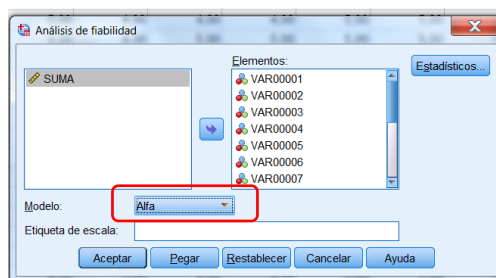 Análisis de fiabilidad
Elementos:
Estadísticos...
SUMA
VAR00001
VAR00002
VAR00003
VAR00004
VAR00005
VAR00006
VAR00007
Modelo:
Alfa
Etiqueta de escala:
Aceptar Pegar Restablecer Cancelar Ayuda